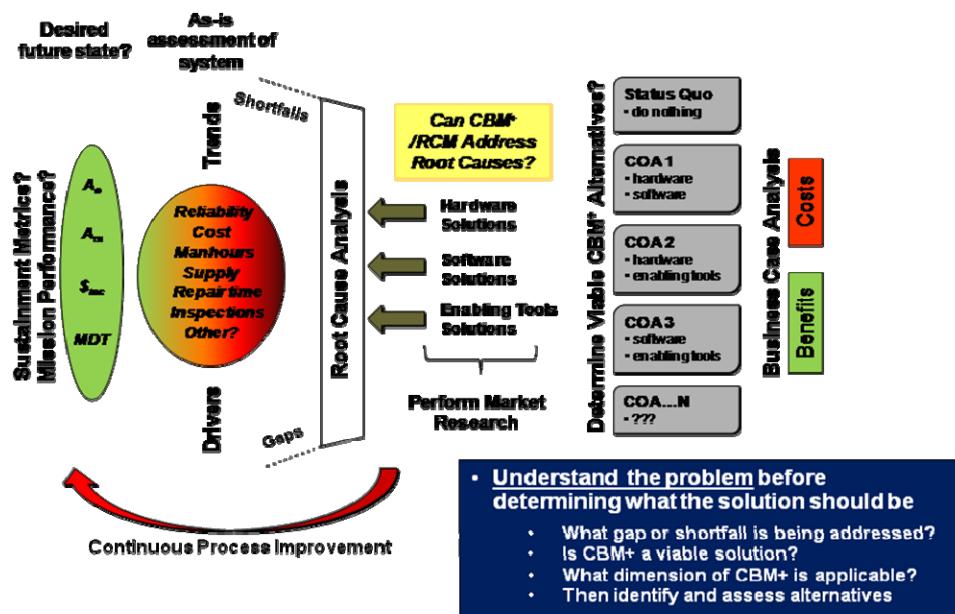 Desired
future state?
As-is
assessment of
system
Sustainment Metrics?
Mission Performance?
Ao
Am
MDT
Trends
Drivers
Shortfalls
Gaps
Reliability
Cost
Manhours
Supply
Repair time
Inspections
Other?
Root Cause Analysis
Can CBM+
/RCM Address
Root Causes?
Hardware
Solutions
Software
Solutions
Enabling Tools
Solutions
Perform Market
Research
Determine Viable CBM+ Alternatives?
Status Quo
• do nothing
COA 1
• hardware
• software
COA 2
• hardware
• enabling tools
COA 3
• software
• enabling tools
COA...N
• ???
Business Case Analysis
Costs
Benefits
Continuous Process Improvement
• Understand the problem before
determining what the solution should be
• What gap or shortfall is being addressed?
• Is CBM+ a viable solution?
• What dimension of CBM+ is applicable?
• Then identify and assess alternatives